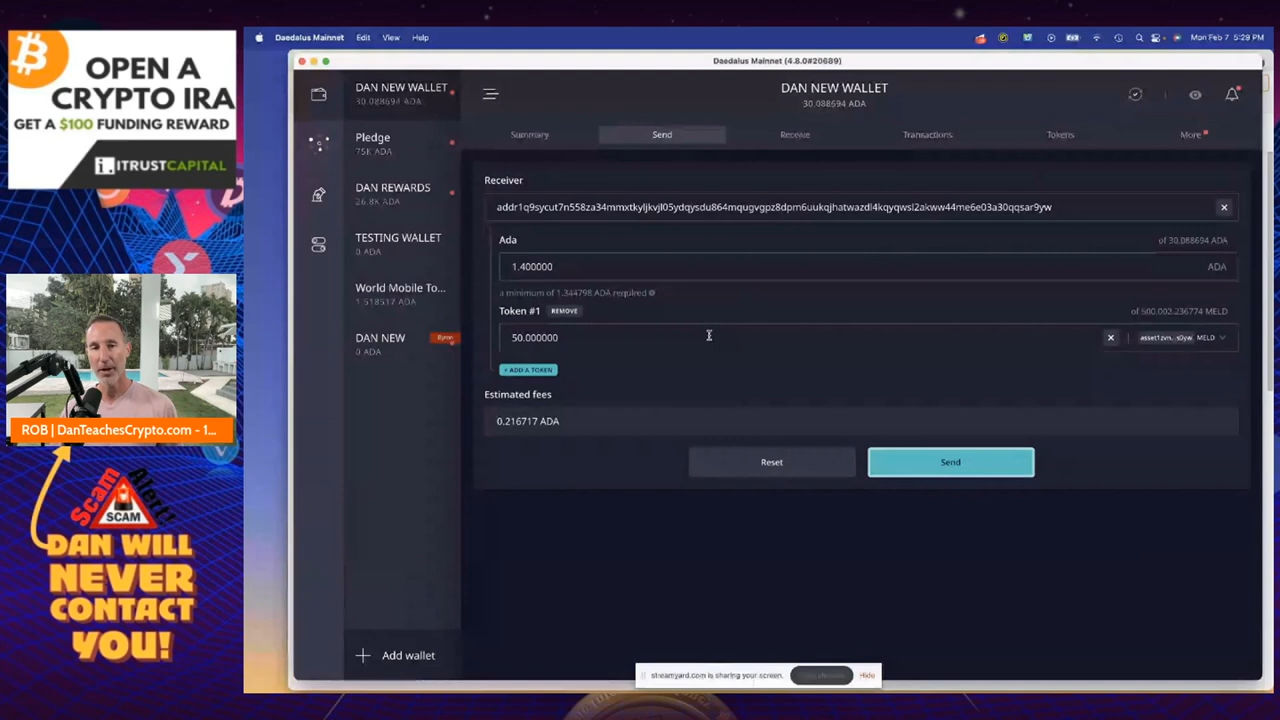 OPEN A
CRYPTO IRA
GET A $100 FUNDING REWARD
iTRUSTCAPITAL
ROB | DanTeachesCrypto.com - 1...
Scam Alert!
SCAM
DAN WILL
NEVER
CONTACT
YOU!
Daedalus Mainnet Edit View Help
Mon Feb 7 5:29 PM
Daedalus Mainnet (4.8.0#20689)
DAN NEW WALLET
30.088694 ADA
Pledge
75K ADA
DAN REWARDS
26.8K ADA
TESTING WALLET
0 ADA
World Mobile To...
1.518517 ADA
DAN NEW
Byron
0 ADA
Add wallet
DAN NEW WALLET
30.088694 ADA
Summary Send Receive Transactions Tokens More
Receiver
Ada
of 30.088694 ADA
1.400000
ADA
a minimum of 1.344798 ADA required
Token #1 REMOVE
MELD
50.000000
MELD
+ ADD A TOKEN
Estimated fees
0.216717 ADA
Reset
Send
streamyard.com is sharing your screen.
Hide